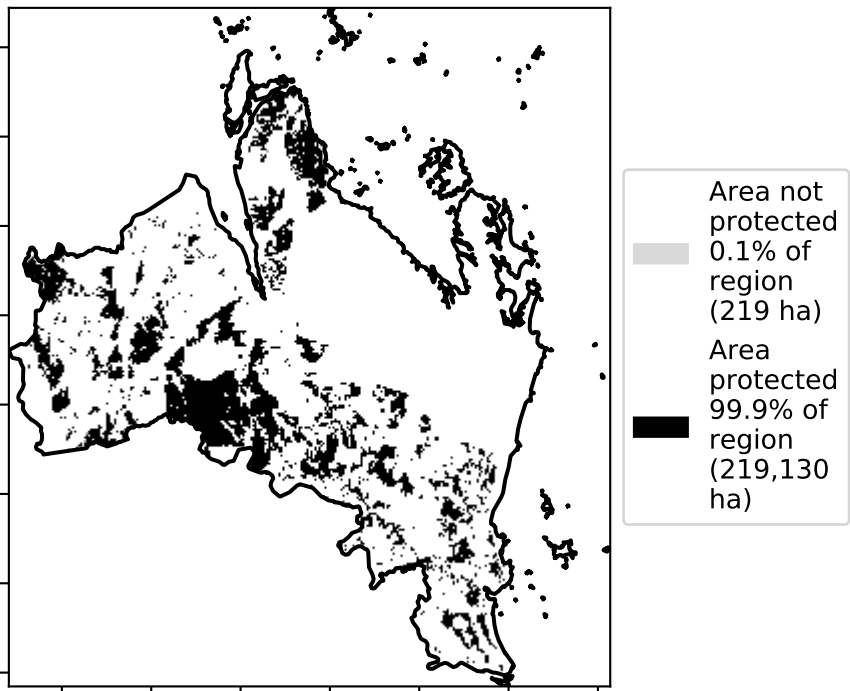 Area not
protected
0.1% of
region
(219 ha)
Area
protected
99.9% of
region
(219,130
ha)